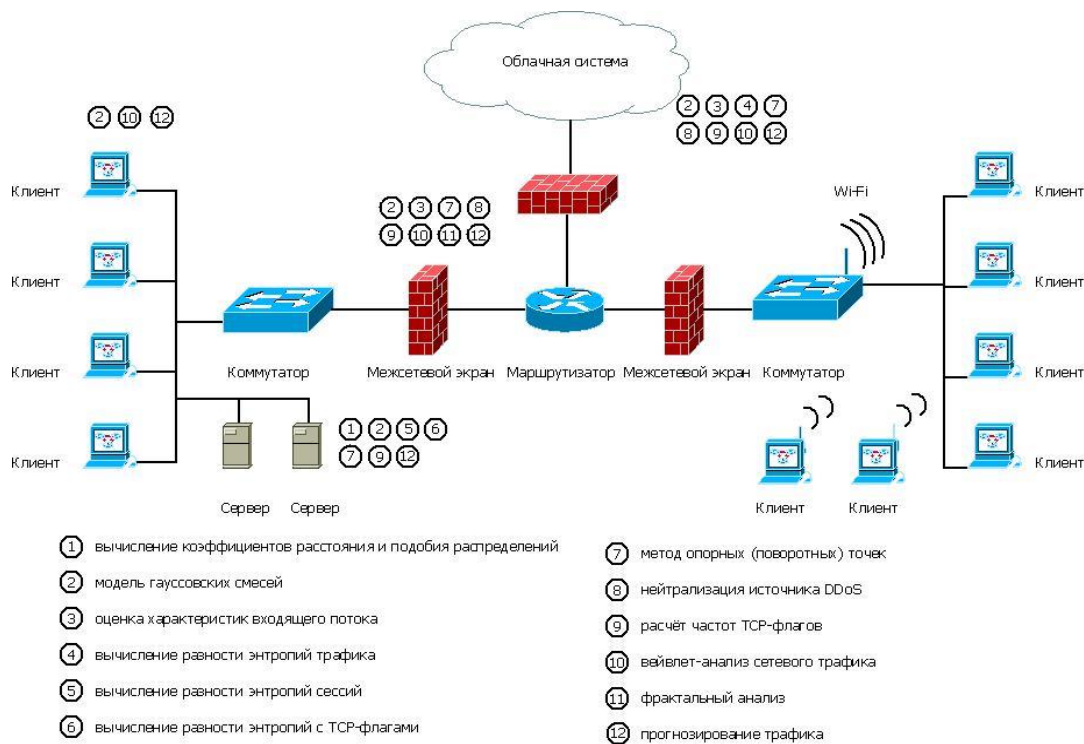 Облачная система
2 3 4 7
8 9 10 12
2 10 12
Клиент
Wi-Fi
Клиент
2 3 7 8
9 10 11 12
Клиент
Клиент
Клиент
Коммутатор
Межсетевой экран
Маршрутизатор
Межсетевой экран
Коммутатор
Клиент
1 2 5 6
7 9 12
Клиент
Клиент
Сервер
Сервер
Клиент
Клиент
1 вычисление коэффициентов расстояния и подобия распределений
2 модель гауссовских смесей
3 оценка характеристик входящего потока
4 вычисление разности энтропий трафика
5 вычисление разности энтропий сессий
6 вычисление разности энтропий с TCP-флагами
7 метод опорных (поворотных) точек
8 нейтрализация источника DDoS
9 расчёт частот TCP-флагов
10 вейвлет-анализ сетевого трафика
11 фрактальный анализ
12 прогнозирование трафика